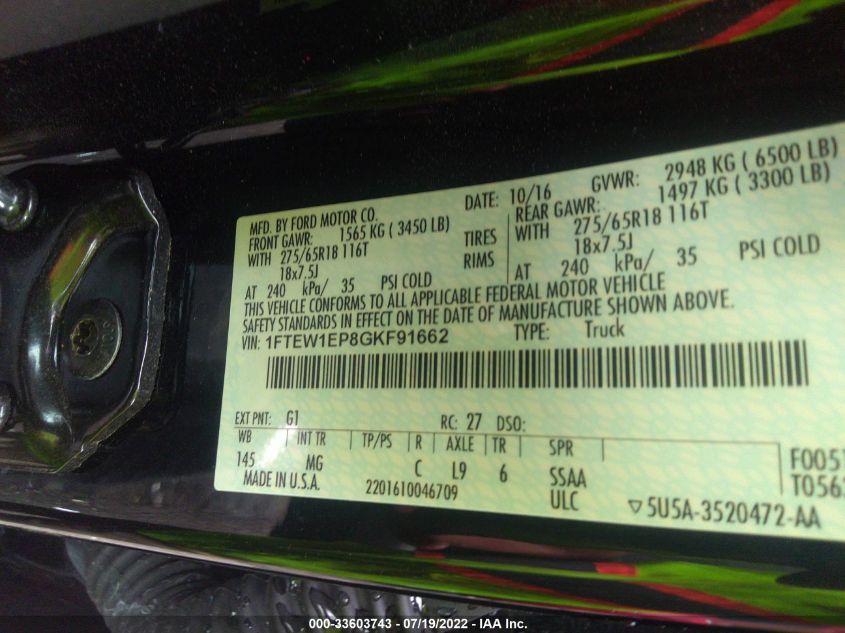 MFD. BY FORD MOTOR CO. DATE: 10/16 GVWR: 2948 KG ( 6500 LB)
FRONT GAWR: 1565 KG ( 3450 LB) REAR GAWR: 1497 KG ( 3300 LB)
WITH 275/65R18 116T TIRES WITH 275/65R18 116T
18x7.5J RIMS 18x7.5J
AT 240 kPa/ 35 PSI COLD AT 240 kPa/ 35 PSI COLD
THIS VEHICLE CONFORMS TO ALL APPLICABLE FEDERAL MOTOR VEHICLE
SAFETY STANDARDS IN EFFECT ON THE DATE OF MANUFACTURE SHOWN ABOVE.
VIN: 1FTEW1EP8GKF91662 TYPE: Truck
EXT PNT: G1 RC: 27 DSO:
WB INT TR TP/PS R AXLE TR SPR
145 MG C L9 6 SSAA
F0051
T056
MADE IN U.S.A. 2201610046709 ULC
▽5U5A-3520472-AA
000-33603743 - 07/19/2022 - IAA Inc.